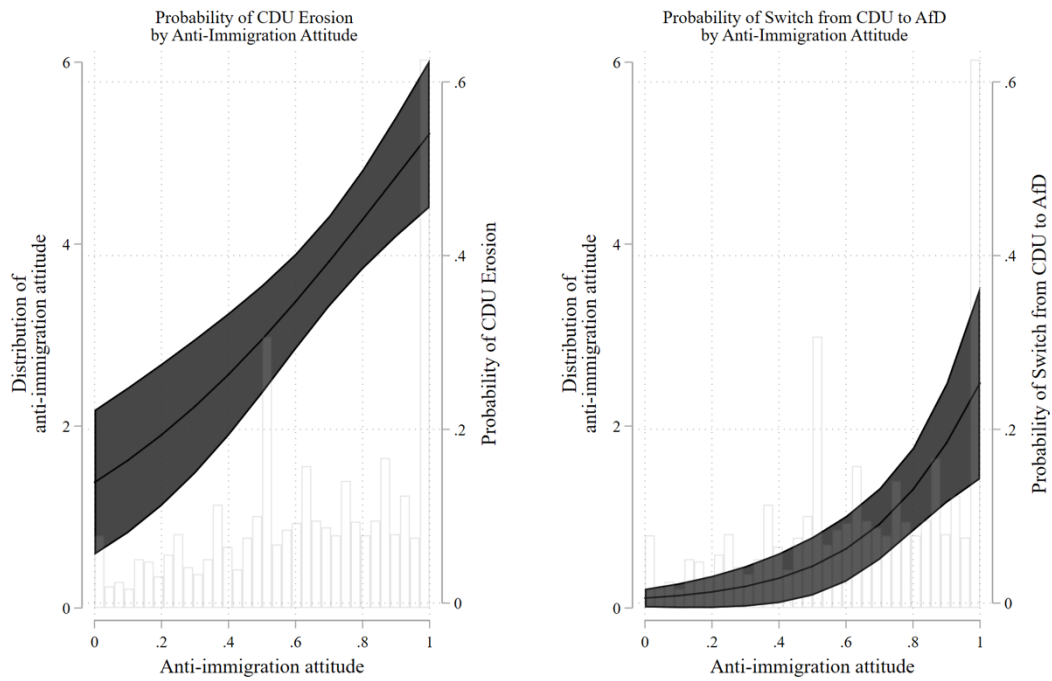 Probability of CDU Erosion
by Anti-Immigration Attitude
6
4
2
0
Distribution of
anti-immigration attitude
.6
.4
.2
0
Probability of CDU Erosion
0 .2 .4 .6 .8 1
Anti-immigration attitude
Probability of Switch from CDU to AfD
by Anti-Immigration Attitude
6
4
2
0
Distribution of
anti-immigration attitude
.6
.4
.2
0
Probability of Switch from CDU to AfD
0 .2 .4 .6 .8 1
Anti-immigration attitude